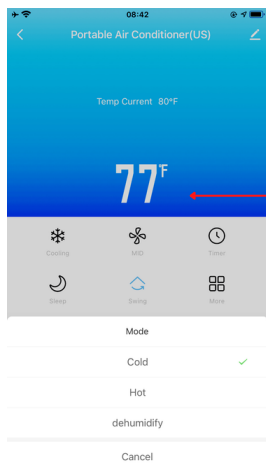 08:42
Portable Air Conditioner(US)
Temp Current 80°F
77°F
Cooling MID Timer
Sleep Swing More
Mode
Cold
Hot
dehumidify
Cancel